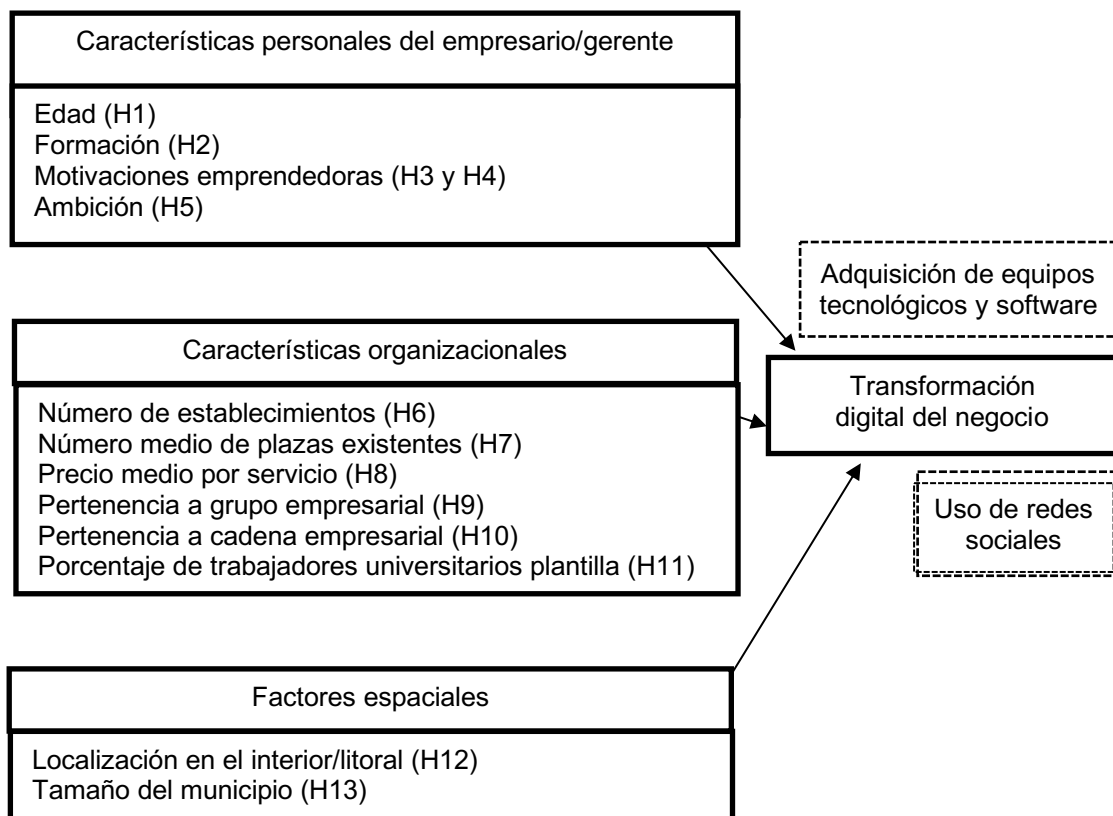 Características personales del empresario/gerente
Edad (H1)
Formación (H2)
Motivaciones emprendedoras (H3 y H4)
Ambición (H5)
Adquisición de equipos
tecnológicos y software
Características organizacionales
Número de establecimientos (H6)
Número medio de plazas existentes (H7)
Precio medio por servicio (H8)
Pertenencia a grupo empresarial (H9)
Pertenencia a cadena empresarial (H10)
Porcentaje de trabajadores universitarios plantilla (H11)
Transformación
digital del negocio
Uso de redes
sociales
Factores espaciales
Localización en el interior/litoral (H12)
Tamaño del municipio (H13)